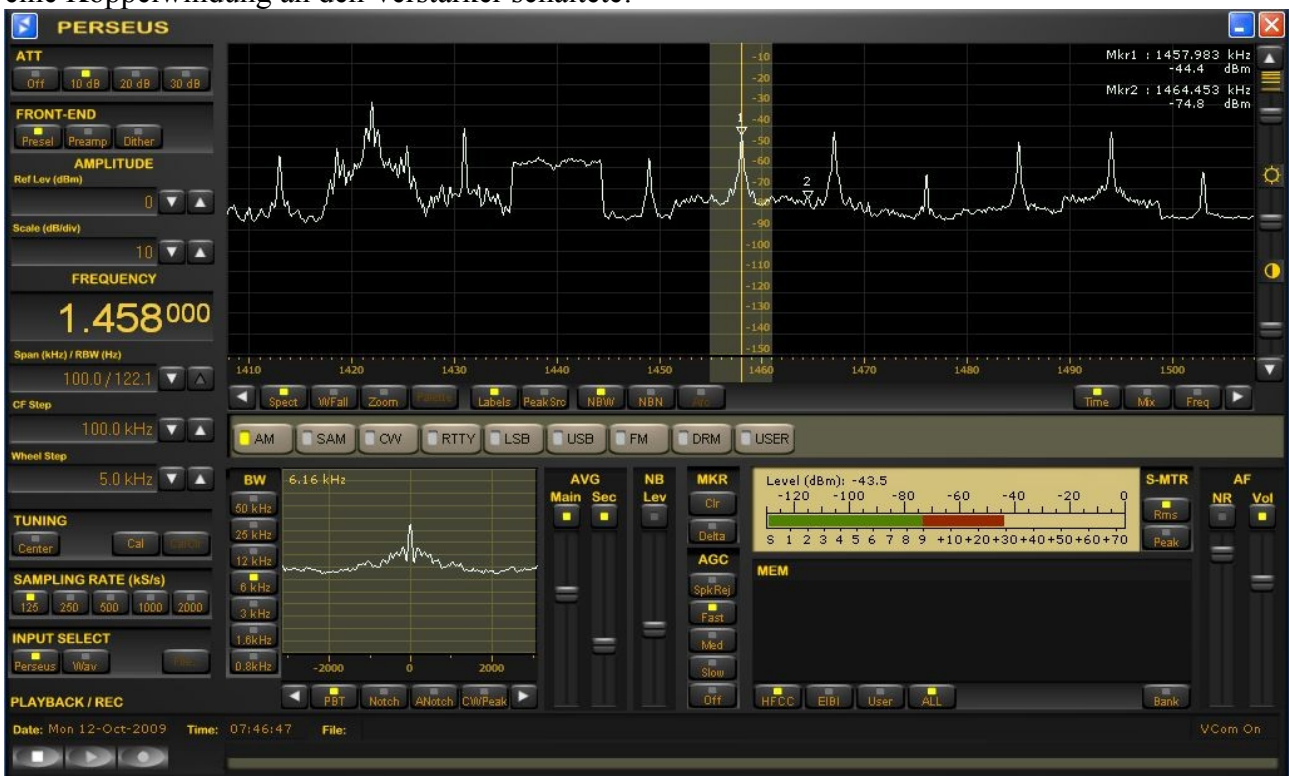 eine Koppelwindung an den Verstärker schaltete:
PERSEUS
ATT
Off 10 dB 20 dB 30 dB
FRONT-END
Presel Preamp Dither
AMPLITUDE
Ref Lev (dBm)
0
Scale (dB/div)
10
FREQUENCY
1.458000
Span (kHz) / RBW (Hz)
100.0 / 122.1
CF Step
100.0 kHz
Wheel Step
5.0 kHz
TUNING
Center Cal
SAMPLING RATE (kS/s)
125 250 500 1000 2000
INPUT SELECT
Perseus Wav File
PLAYBACK / REC
Mkr1 : 1457.983 kHz
-44.4 dBm
Mkr2 : 1464.453 kHz
-74.8 dBm
-10
-20
-30
-40
-50
-60
-70
-90
-100
-110
-120
-130
-140
-150
1
2
1410 1420 1430 1440 1450 1460 1470 1480 1490 1500
Spect WFall Zoom Palette Labels PeakSrc NBW NBN Time Mix Freq
AM SAM CW RTTY LSB USB FM DRM USER
BW
50 kHz
25 kHz
12 kHz
6 kHz
3 kHz
1.6kHz
0.8kHz
6.16 kHz
-2000 0 2000
PBT Notch ANotch CWPeak
AVG
Main Sec
NB
Lev
MKR
Clr
Delta
AGC
SpkRej
Fast
Med
Slow
Off
Level (dBm): -43.5
-120 -100 -80 -60 -40 -20 0
S 1 2 3 4 5 6 7 8 9 +10+20+30+40+50+60+70
S-MTR
Rms
Peak
AF
NR Vol
MEM
HFCC EIBI User ALL Bank
Date: Mon 12-Oct-2009 Time: 07:46:47 File: VCom On